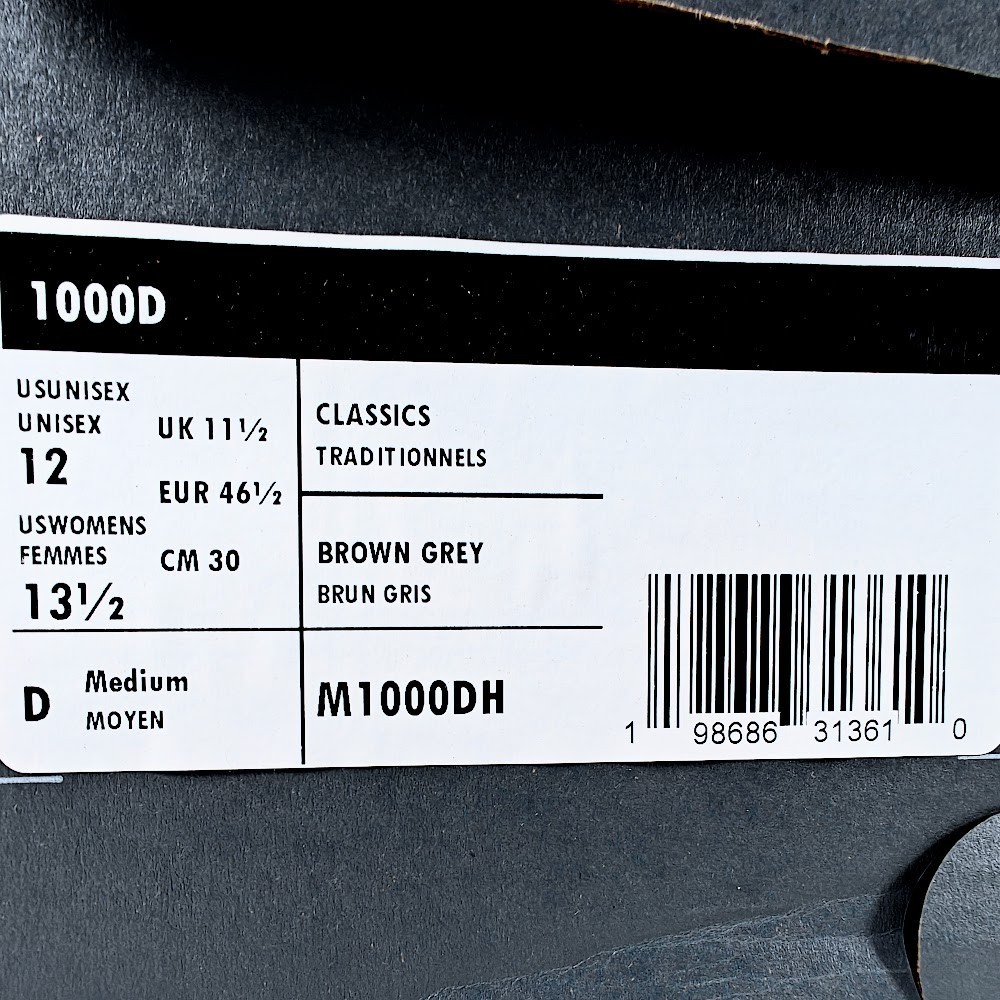 1000D
USUNISEX
UNISEX
12
UK 11½
EUR 46½
USWOMENS
FEMMES
13½
CM 30
D
Medium
MOYEN
CLASSICS
TRADITIONNELS
BROWN GREY
BRUN GRIS
M1000DH
1 98686 31361 0